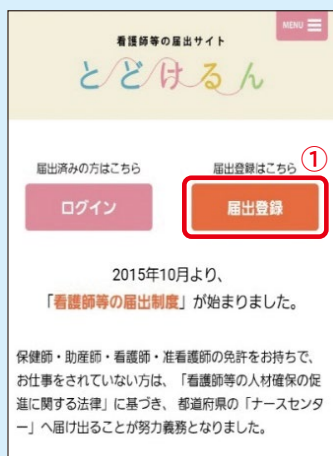 MENU
看護師等の届出サイト
とどけるん
届出済みの方はこちら
届出登録はこちら
①
ログイン
届出登録
2015年10月より、
「看護師等の届出制度」が始まりました。
保健師・助産師・看護師・准看護師の免許をお持ちで、
お仕事をされていない方は、「看護師等の人材確保の促
進に関する法律」に基づき、都道府県の「ナースセンタ
ー」へ届け出ることが努力義務となりました。